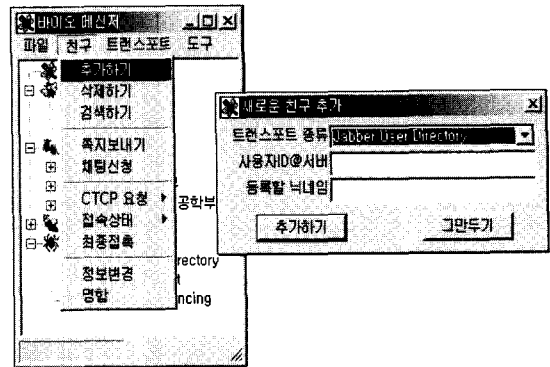 바이오 메신저
파일 친구 트랜스포트 도구
추가하기
삭제하기
검색하기
쪽지보내기
채팅신청
CTCP 요청
접속상태
최종접속
정보변경
명함
공학부
rectory
t
ncing
새로운 친구 추가
트랜스포트 종류 Jabber User Directory
사용자ID@서버
등록할 닉네임
추가하기 그만두기